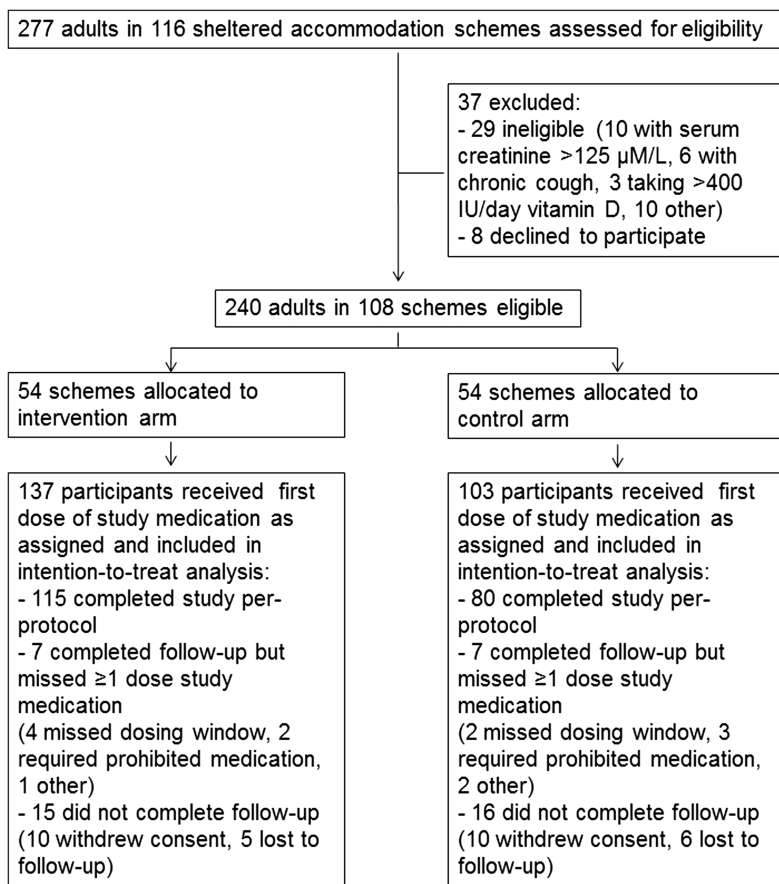 277 adults in 116 sheltered accommodation schemes assessed for eligibility
37 excluded:
- 29 ineligible (10 with serum
creatinine >125 µM/L, 6 with
chronic cough, 3 taking >400
IU/day vitamin D, 10 other)
- 8 declined to participate
240 adults in 108 schemes eligible
54 schemes allocated to
intervention arm
54 schemes allocated to
control arm
137 participants received first
dose of study medication as
assigned and included in
intention-to-treat analysis:
- 115 completed study per-
protocol
- 7 completed follow-up but
missed ≥1 dose study
medication
(4 missed dosing window, 2
required prohibited medication,
1 other)
- 15 did not complete follow-up
(10 withdrew consent, 5 lost to
follow-up)
103 participants received first
dose of study medication as
assigned and included in
intention-to-treat analysis:
- 80 completed study per-
protocol
- 7 completed follow-up but
missed ≥1 dose study
medication
(2 missed dosing window, 3
required prohibited medication,
2 other)
- 16 did not complete follow-up
(10 withdrew consent, 6 lost to
follow-up)